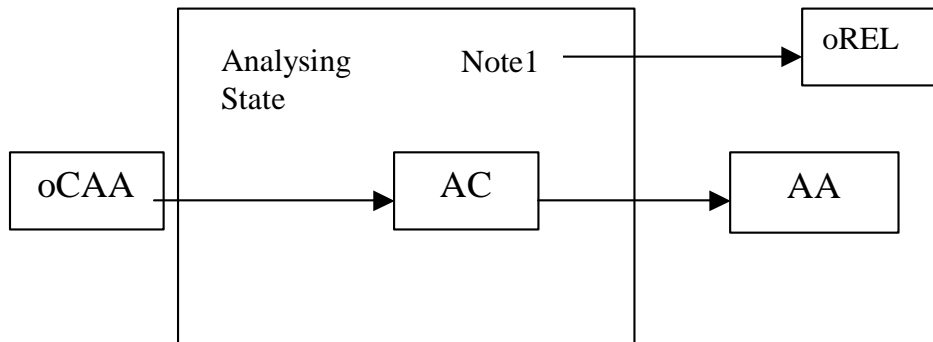 Analysing
State
Note1
oREL
oCAA
AC
AA